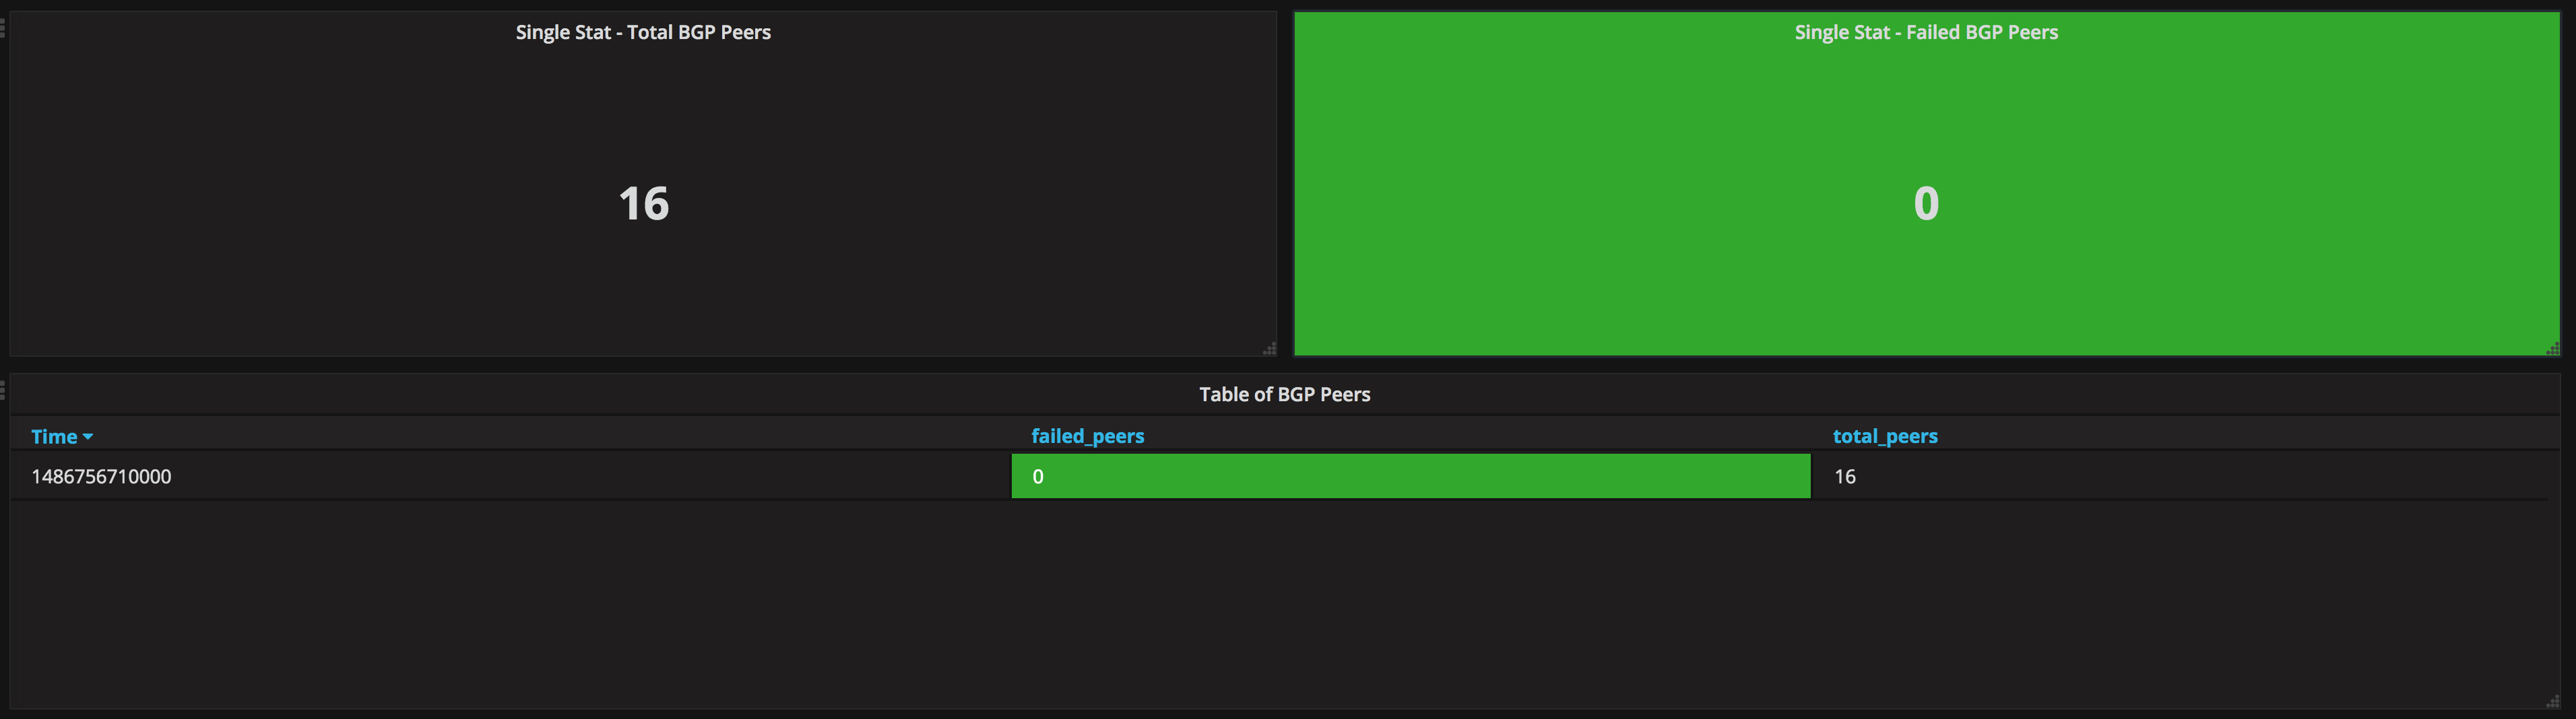 Single Stat - Total BGP Peers
16
Single Stat - Failed BGP Peers
0
Table of BGP Peers
Time failed_peers total_peers
1486756710000 0 16